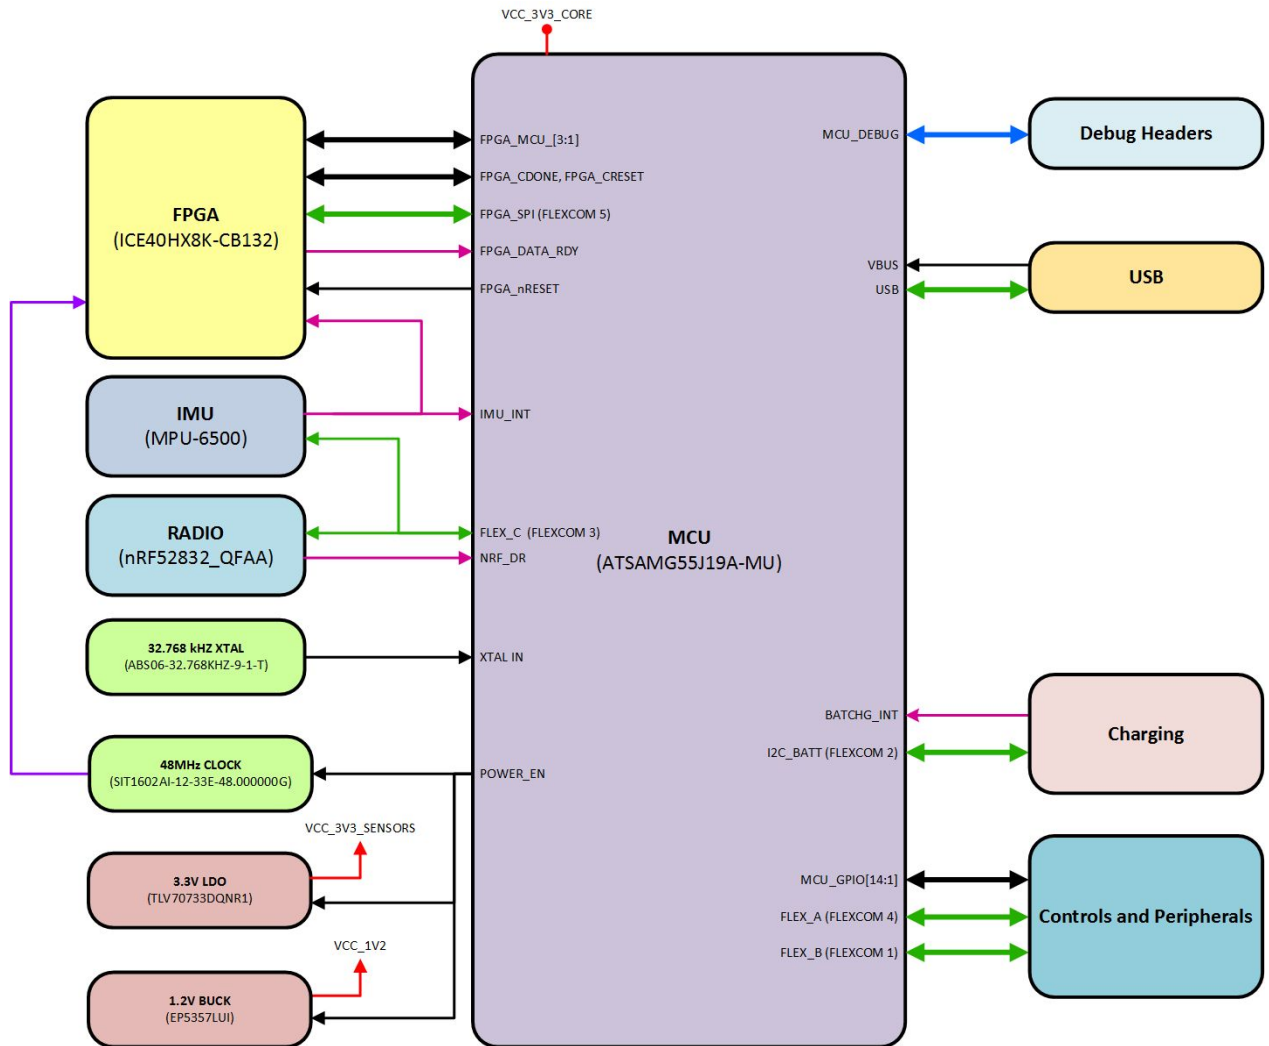 VCC_3V3_CORE
FPGA
(ICE40HX8K-CB132)
IMU
(MPU-6500)
RADIO
(nRF52832_QFAA)
32.768 kHZ XTAL
(ABS06-32.768KHZ-9-1-T)
48MHz CLOCK
(SIT1602AI-12-33E-48.000000G)
VCC_3V3_SENSORS
3.3V LDO
(TLV70733DQNR1)
VCC_1V2
1.2V BUCK
(EP5357LUI)
FPGA_MCU_[3:1]
FPGA_CDONE, FPGA_CRESET
FPGA_SPI (FLEXCOM 5)
FPGA_DATA_RDY
FPGA_nRESET
IMU_INT
FLEX_C (FLEXCOM 3)
NRF_DR
XTAL IN
POWER_EN
MCU
(ATSAMG55J19A-MU)
MCU_DEBUG
VBUS
USB
BATCHG_INT
I2C_BATT (FLEXCOM 2)
MCU_GPIO[14:1]
FLEX_A (FLEXCOM 4)
FLEX_B (FLEXCOM 1)
Debug Headers
USB
Charging
Controls and Peripherals